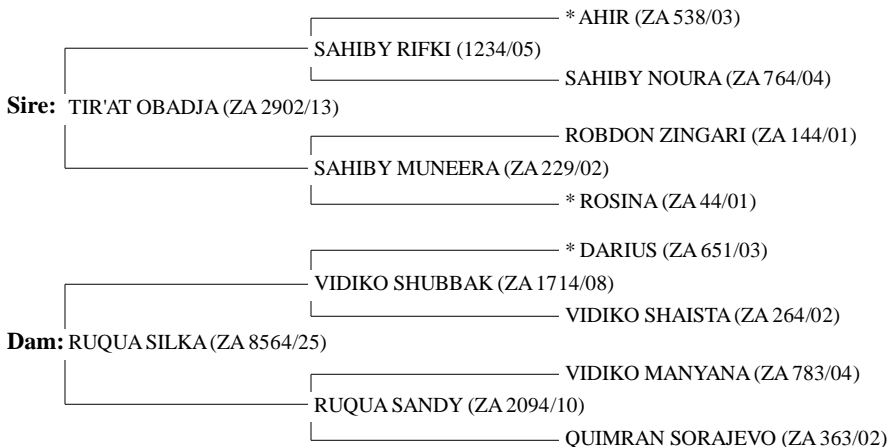 * AHIR (ZA 538/03)
SAHIBY RIFKI (1234/05)
SAHIBY NOURA (ZA 764/04)
Sire: TIR'AT OBADJA (ZA 2902/13)
ROBDON ZINGARI (ZA 144/01)
SAHIBY MUNEERA (ZA 229/02)
* ROSINA (ZA 44/01)
* DARIUS (ZA 651/03)
VIDIKO SHUBBAK (ZA 1714/08)
VIDIKO SHAISTA (ZA 264/02)
Dam: RUQUA SILKA (ZA 8564/25)
VIDIKO MANYANA (ZA 783/04)
RUQUA SANDY (ZA 2094/10)
QUIMRAN SORAJEVO (ZA 363/02)